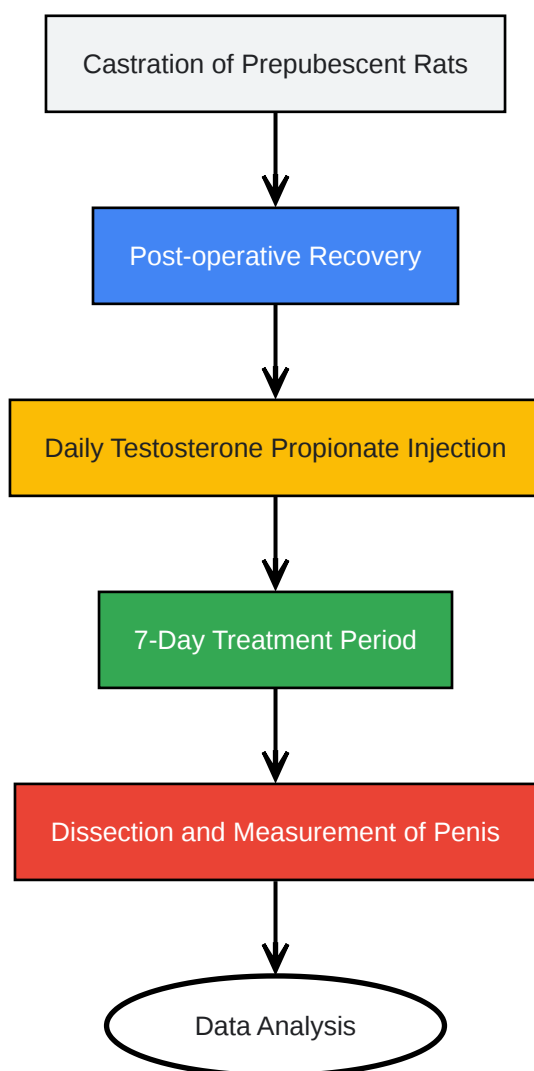 Castration of Prepubescent Rats
Post-operative Recovery
Daily Testosterone Propionate Injection
7-Day Treatment Period
Dissection and Measurement of Penis
Data Analysis